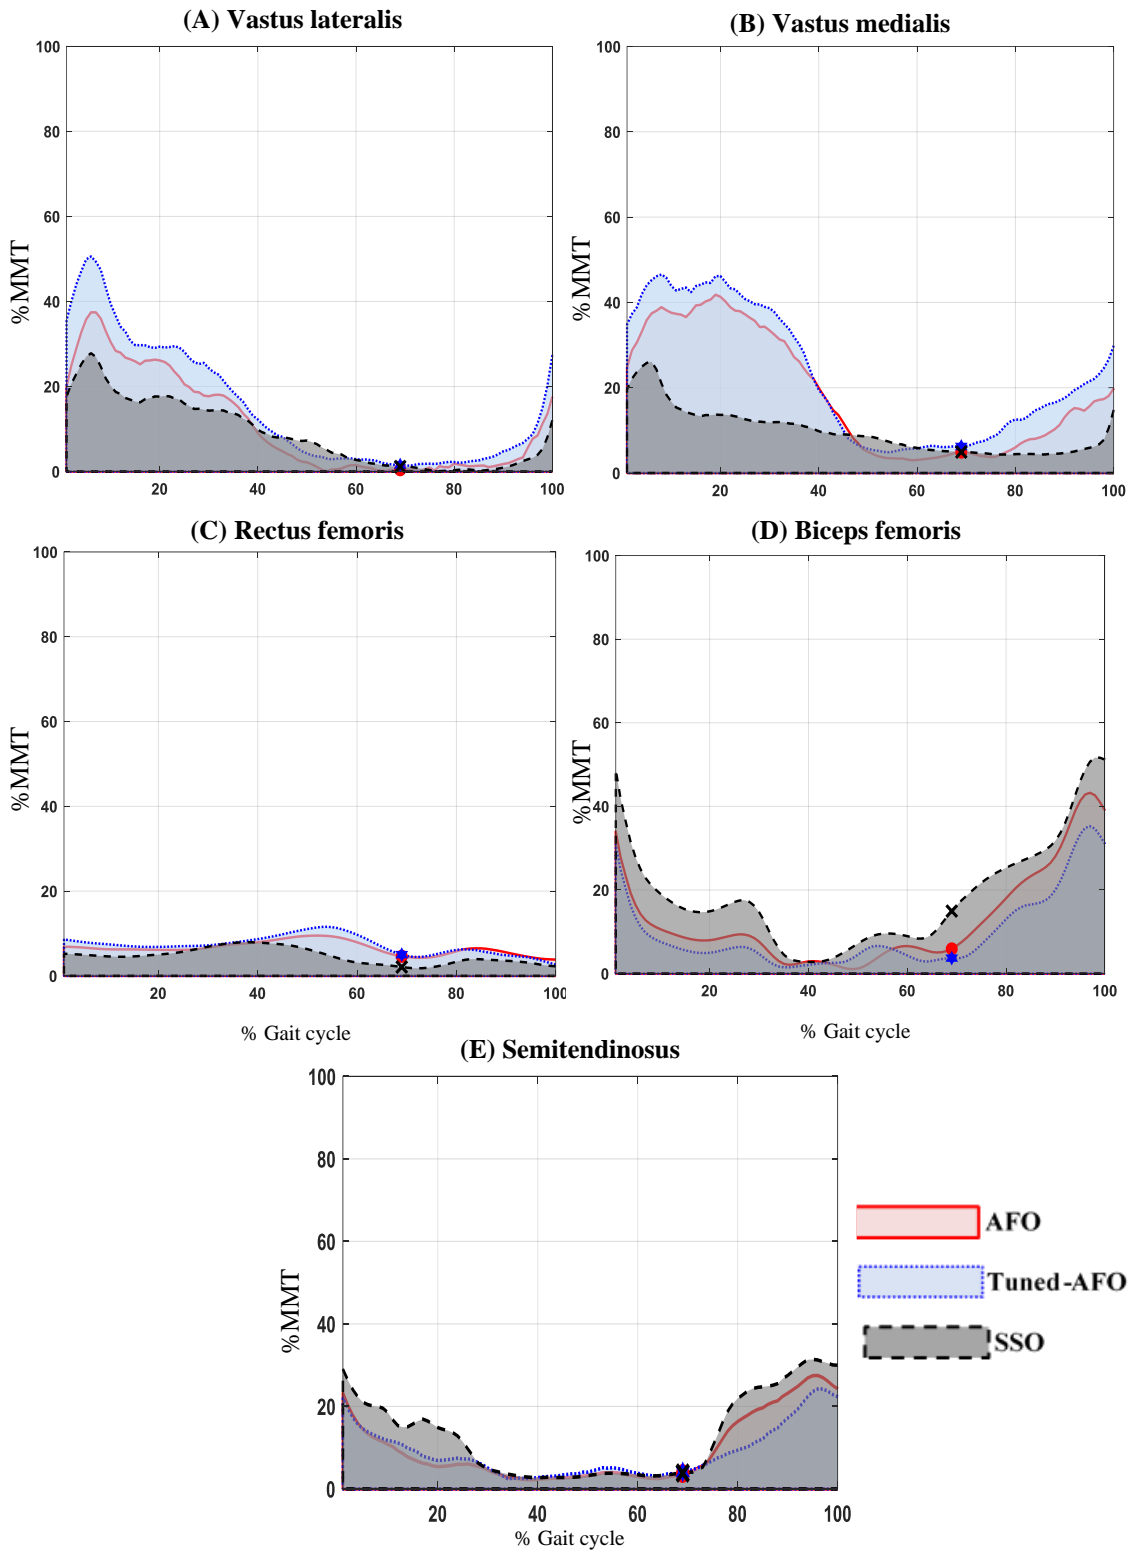 (A) Vastus lateralis
(B) Vastus medialis
100
80
60
40
20
0
%MMT
20 40 60 80 100
100
80
60
40
20
0
%MMT
20 40 60 80 100
(C) Rectus femoris
(D) Biceps femoris
100
80
60
40
20
0
%MMT
20 40 60 80 100
% Gait cycle
100
80
60
40
20
0
%MMT
20 40 60 80 100
% Gait cycle
(E) Semitendinosus
100
80
60
40
20
0
%MMT
20 40 60 80 100
% Gait cycle
AFO
Tuned-AFO
SSO